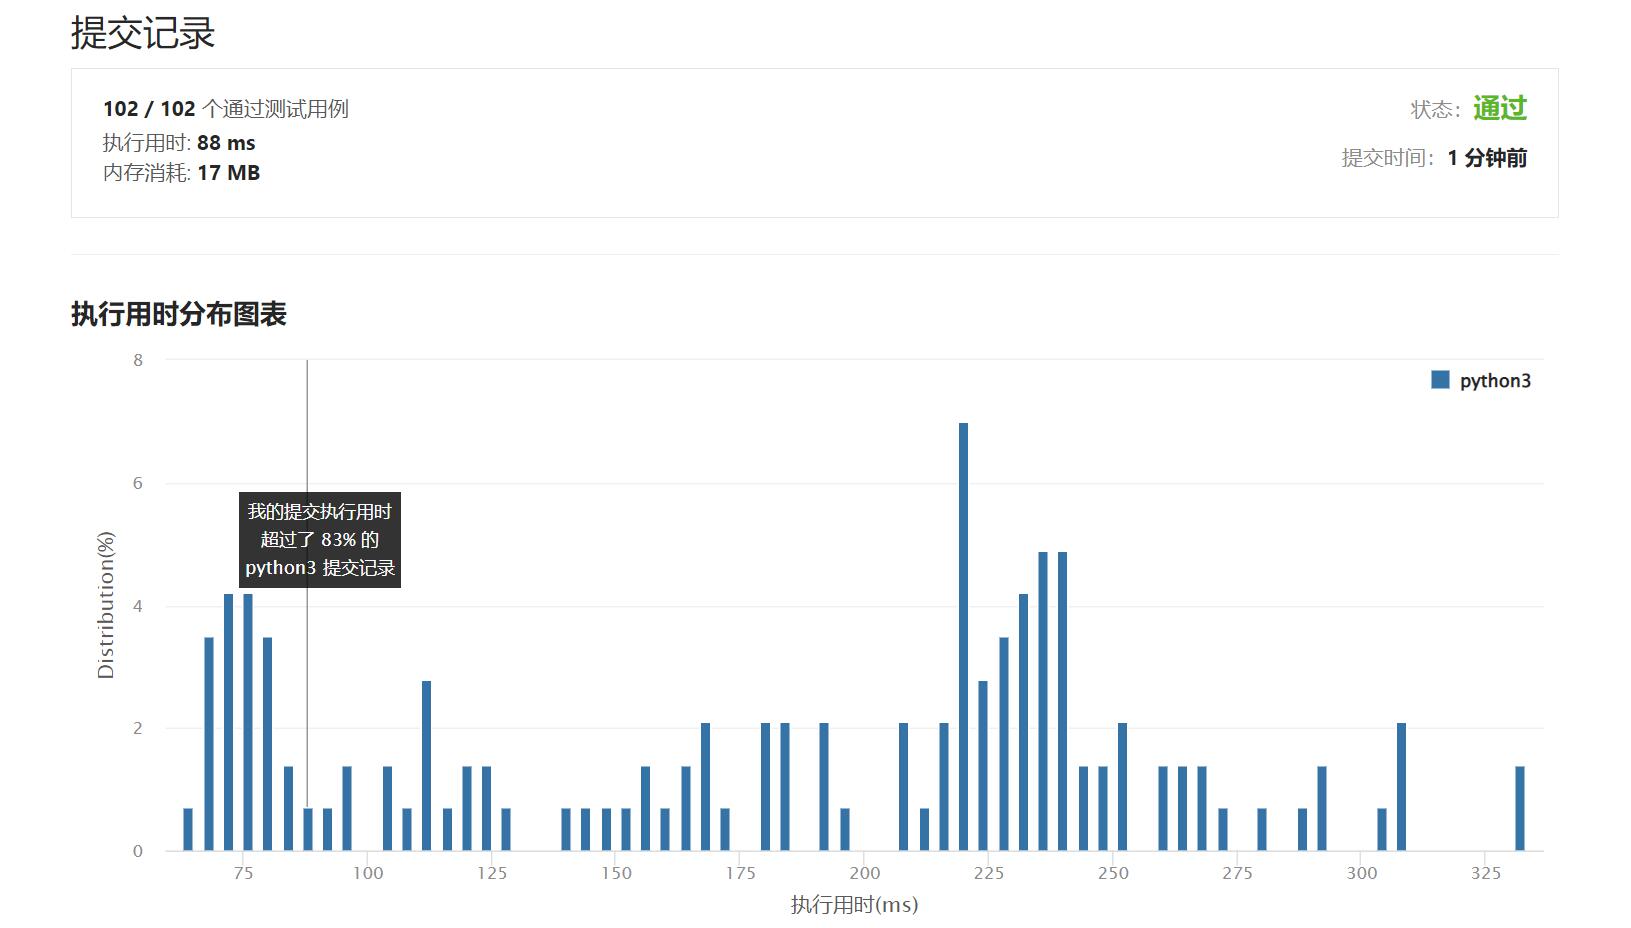 提交记录
102 / 102 个通过测试用例
状态：通过
执行用时: 88 ms
提交时间：1 分钟前
内存消耗: 17 MB
执行用时分布图表
8
python3
6
我的提交执行用时
超过了 83% 的
python3 提交记录
Distribution(%)
4
2
0
75 100 125 150 175 200 225 250 275 300 325
执行用时(ms)